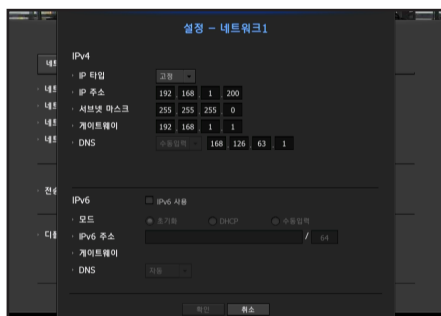 설정 – 네트워크1
IPv4
· IP 타입 고정
· IP 주소 192 . 168 . 1 . 200
· 서브넷 마스크 255 . 255 . 255 . 0
· 게이트웨이 192 . 168 . 1 . 1
· DNS 수동입력 168 . 126 . 63 . 1
IPv6 IPv6 사용
· 모드 초기화 DHCP 수동입력
· IPv6 주소 / 64
· 게이트웨이
· DNS 자동
확인 취소